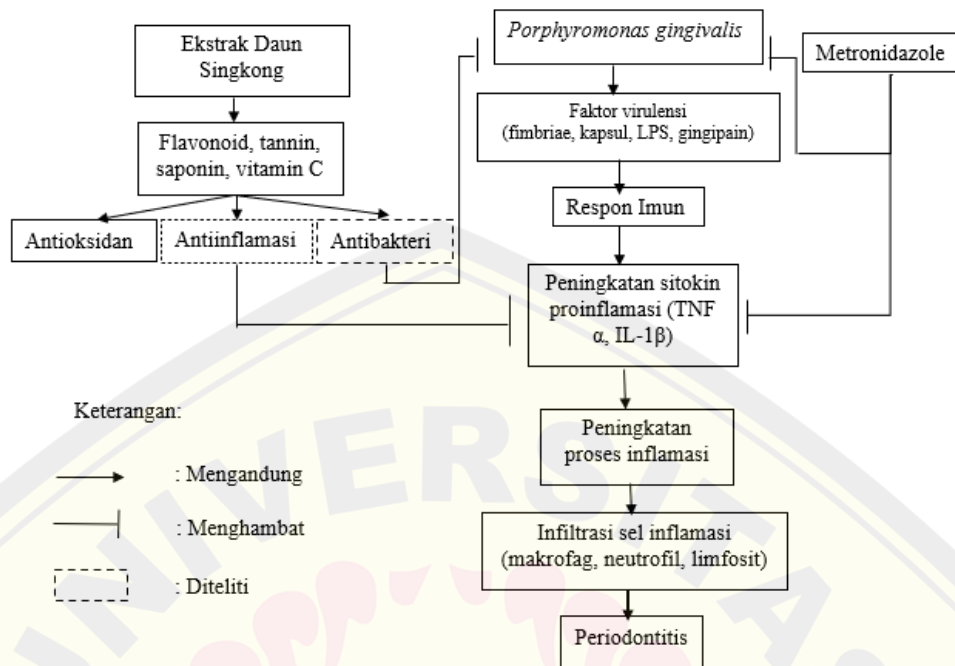 Ekstrak Daun
Singkong
Flavonoid, tannin,
saponin, vitamin C
Antioksidan
Antiinflamasi
Antibakteri
Porphyromonas gingivalis
Metronidazole
Faktor virulensi
(fimbriae, kapsul, LPS, gingipain)
Respon Imun
Peningkatan sitokin
proinflamasi (TNF
α, IL-1β)
Peningkatan
proses inflamasi
Infiltrasi sel inflamasi
(makrofag, neutrofil, limfosit)
Periodontitis
Keterangan:
: Mengandung
: Menghambat
: Diteliti
UNIVERSITAS